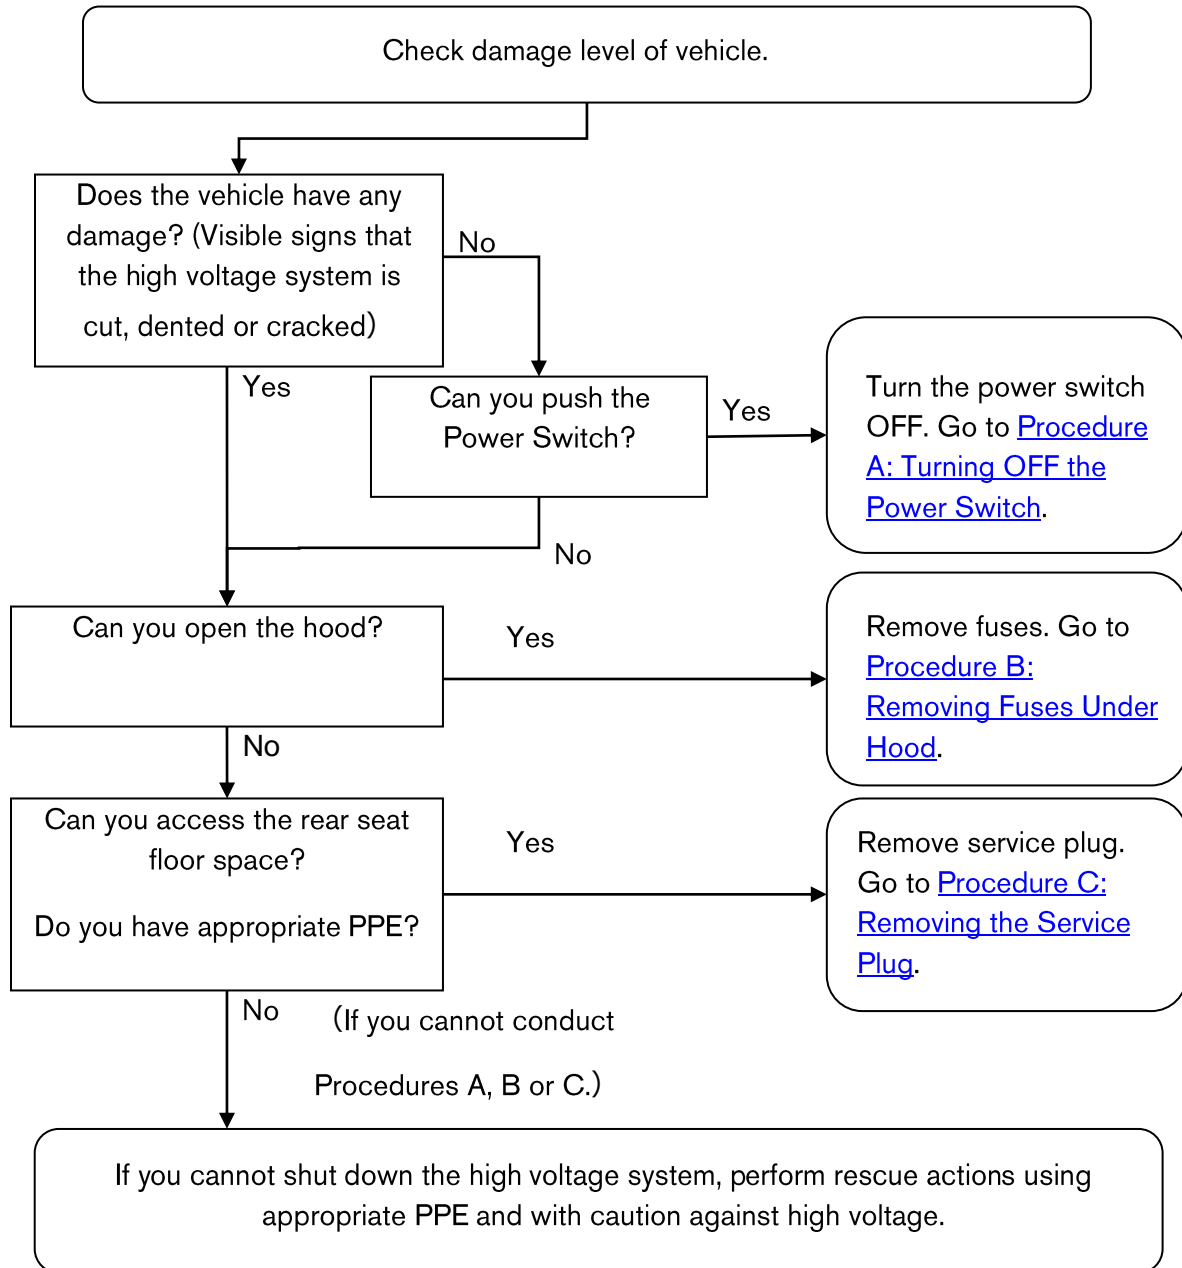 Check damage level of vehicle.
Does the vehicle have any
damage? (Visible signs that
the high voltage system is
cut, dented or cracked)
No
Yes
Can you push the
Power Switch?
Yes
Turn the power switch
OFF. Go to Procedure
A: Turning OFF the
Power Switch.
No
Can you open the hood?
Yes
Remove fuses. Go to
Procedure B:
Removing Fuses Under
Hood.
No
Can you access the rear seat
floor space?
Do you have appropriate PPE?
Yes
Remove service plug.
Go to Procedure C:
Removing the Service
Plug.
No
(If you cannot conduct
Procedures A, B or C.)
If you cannot shut down the high voltage system, perform rescue actions using
appropriate PPE and with caution against high voltage.